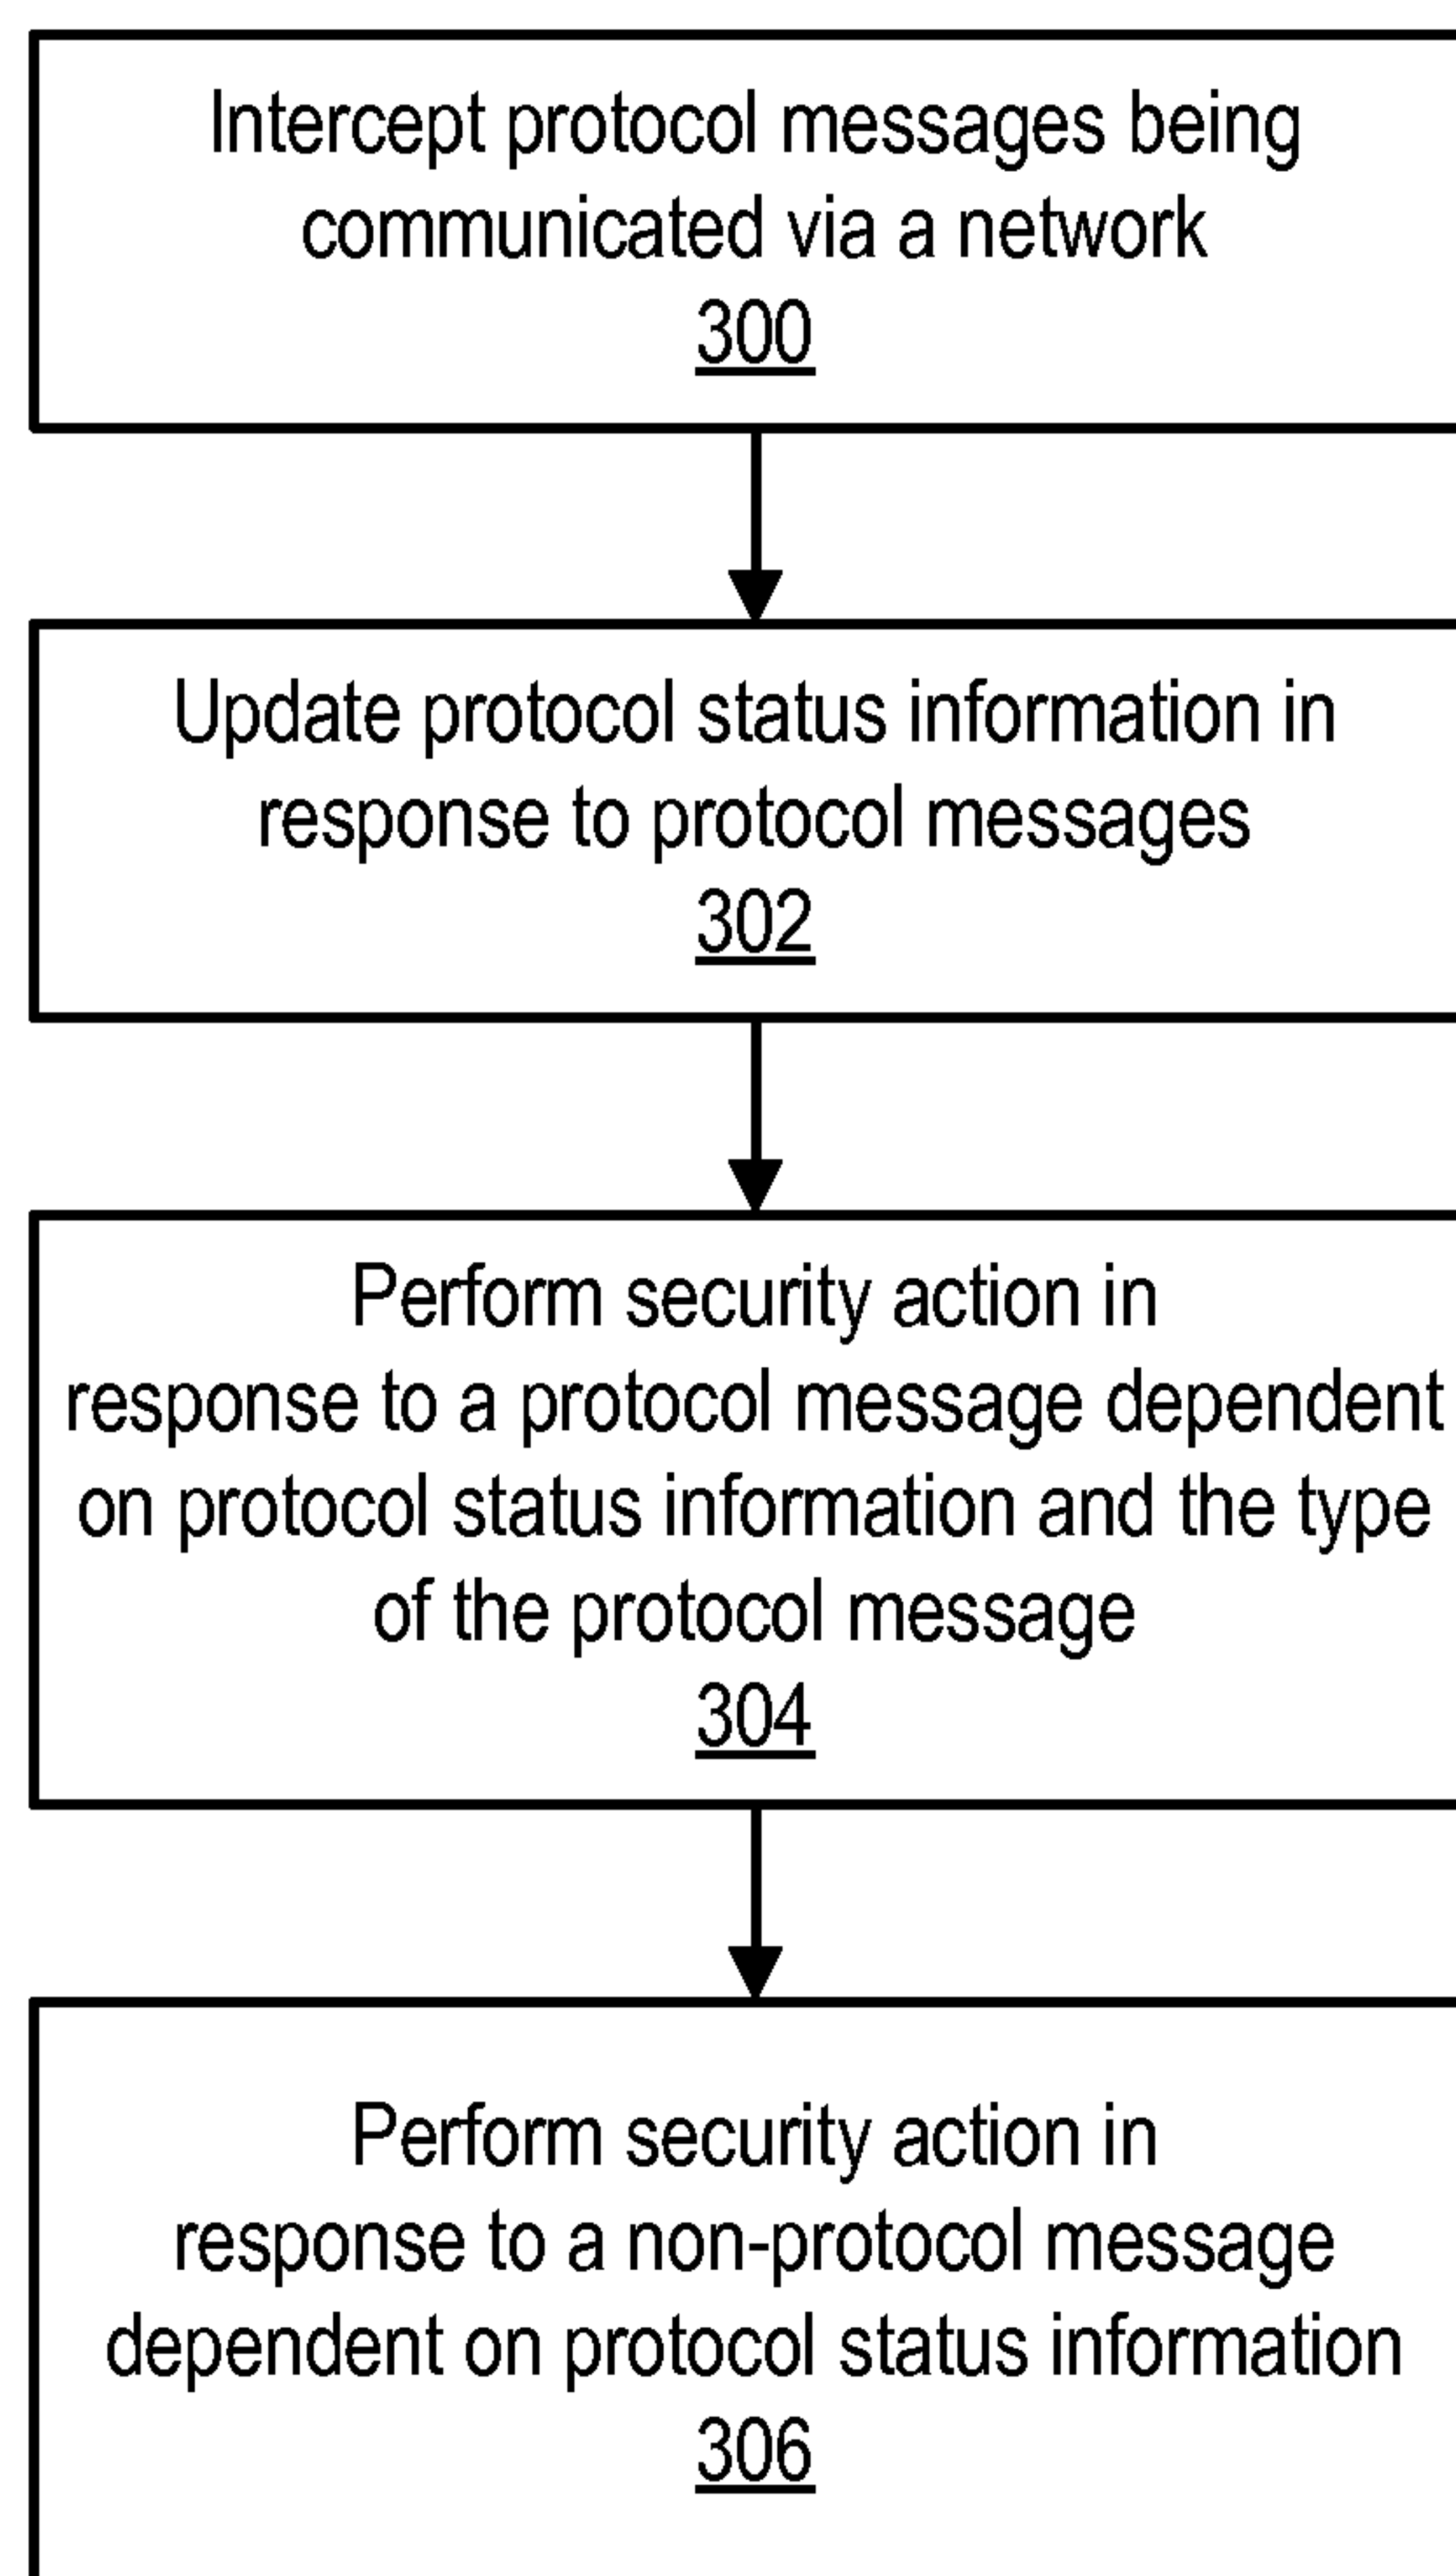 Intercept protocol messages being
communicated via a network
300
Update protocol status information in
response to protocol messages
302
Perform security action in
response to a protocol message dependent
on protocol status information and the type
of the protocol message
304
Perform security action in
response to a non-protocol message
dependent on protocol status information
306